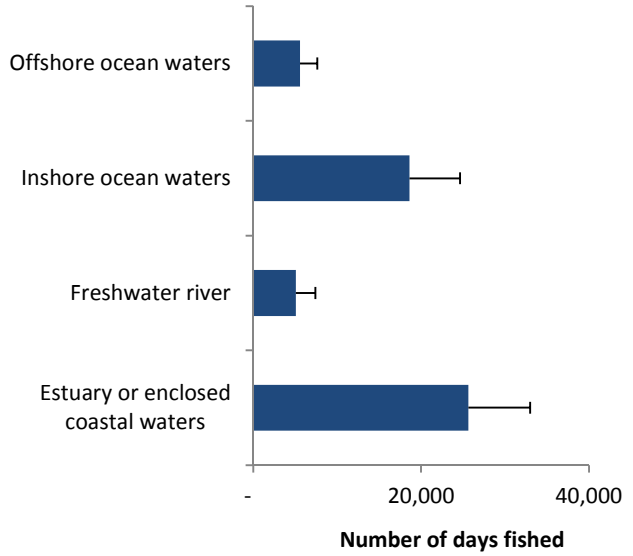 Offshore ocean waters
Inshore ocean waters
Freshwater river
Estuary or enclosed
coastal waters
- 20,000 40,000
Number of days fished